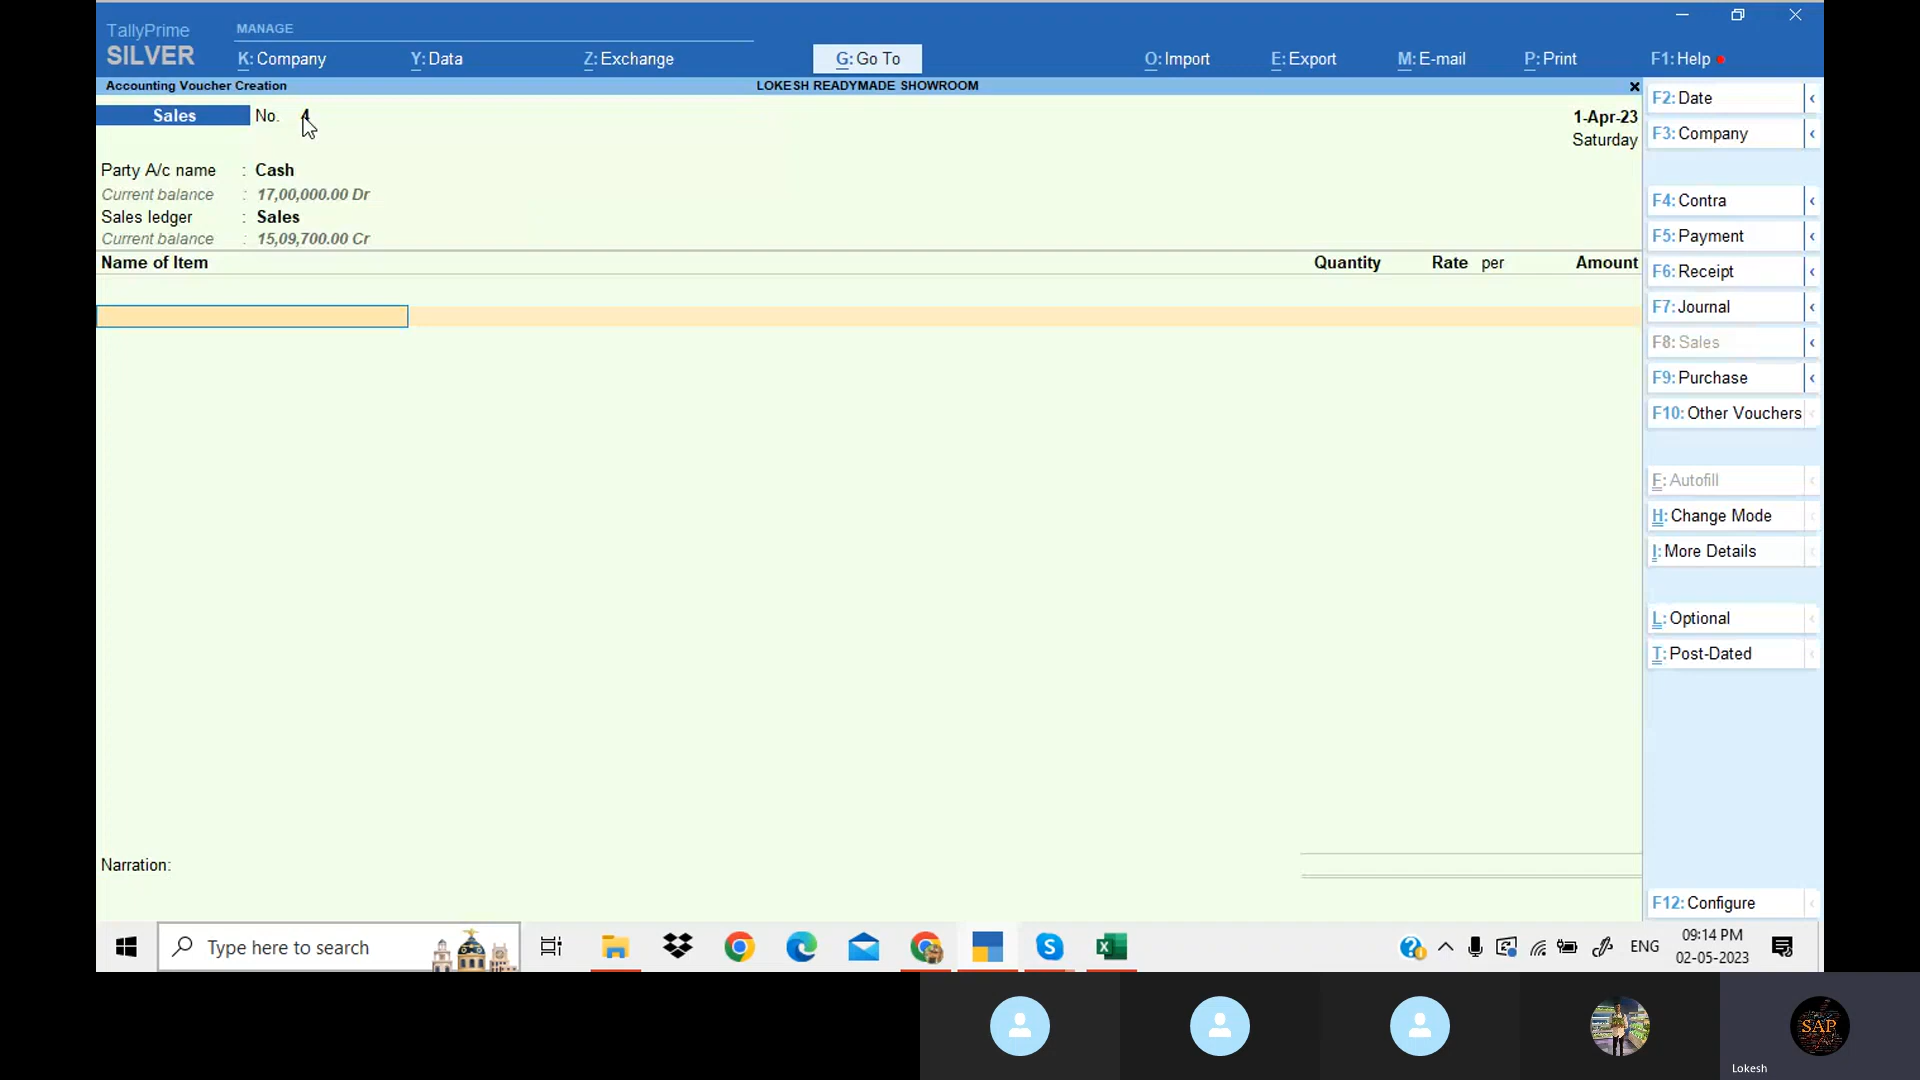 TallyPrime
SILVER
MANAGE
K: Company
Y: Data
Z: Exchange
G: Go To
O: Import
E: Export
M: E-mail
P: Print
F1: Help
Accounting Voucher Creation
LOKESH READYMADE SHOWROOM
Sales No. 4
1-Apr-23
Saturday
Party A/c name : Cash
Current balance : 17,00,000.00 Dr
Sales ledger : Sales
Current balance : 15,09,700.00 Cr
Name of Item Quantity Rate per Amount
Narration:
F2: Date
F3: Company
F4: Contra
F5: Payment
F6: Receipt
F7: Journal
F8: Sales
F9: Purchase
F10: Other Vouchers
F: Autofill
H: Change Mode
I: More Details
L: Optional
T: Post-Dated
F12: Configure
Type here to search
ENG
09:14 PM
02-05-2023
SAP
Lokesh